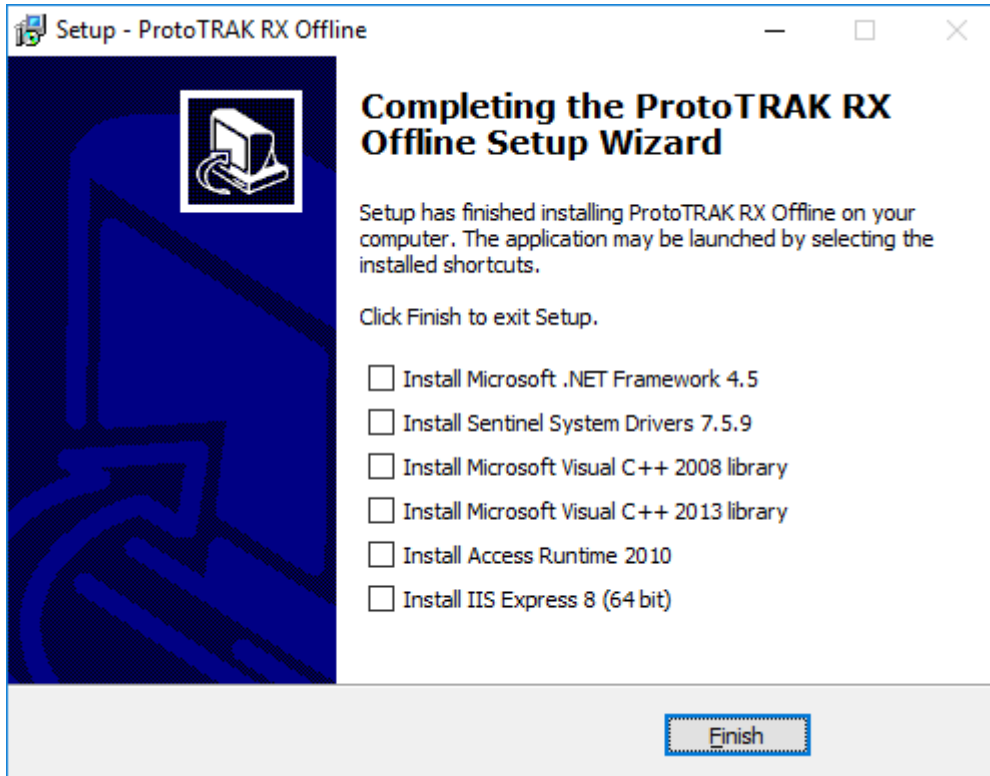 Setup - ProtoTRAK RX Offline
Completing the ProtoTRAK RX
Offline Setup Wizard
Setup has finished installing ProtoTRAK RX Offline on your
computer. The application may be launched by selecting the
installed shortcuts.
Click Finish to exit Setup.
Install Microsoft .NET Framework 4.5
Install Sentinel System Drivers 7.5.9
Install Microsoft Visual C++ 2008 library
Install Microsoft Visual C++ 2013 library
Install Access Runtime 2010
Install IIS Express 8 (64 bit)
Finish